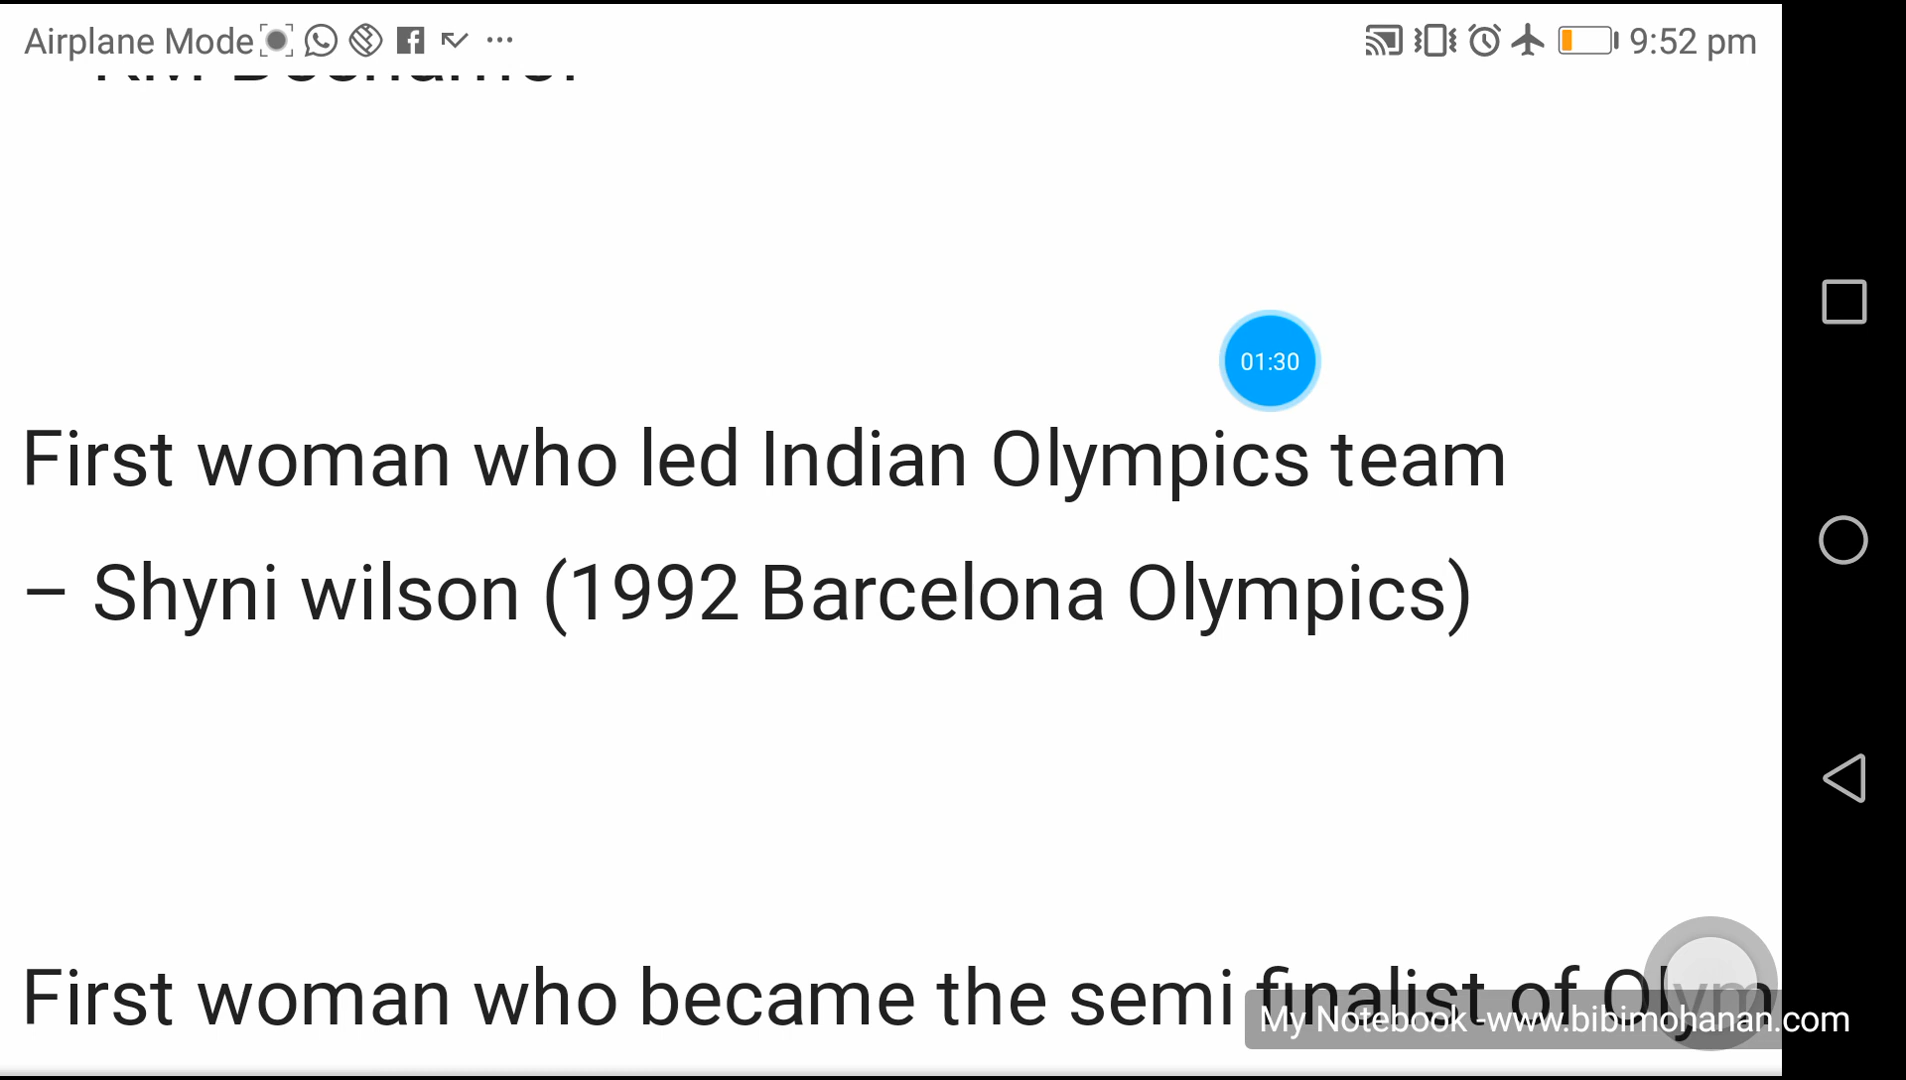 Airplane Mode 9:52 pm
01:30
First woman who led Indian Olympics team
– Shyni wilson (1992 Barcelona Olympics)
First woman who became the semi finalist of Olym
My Notebook -www.bibimohanan.com